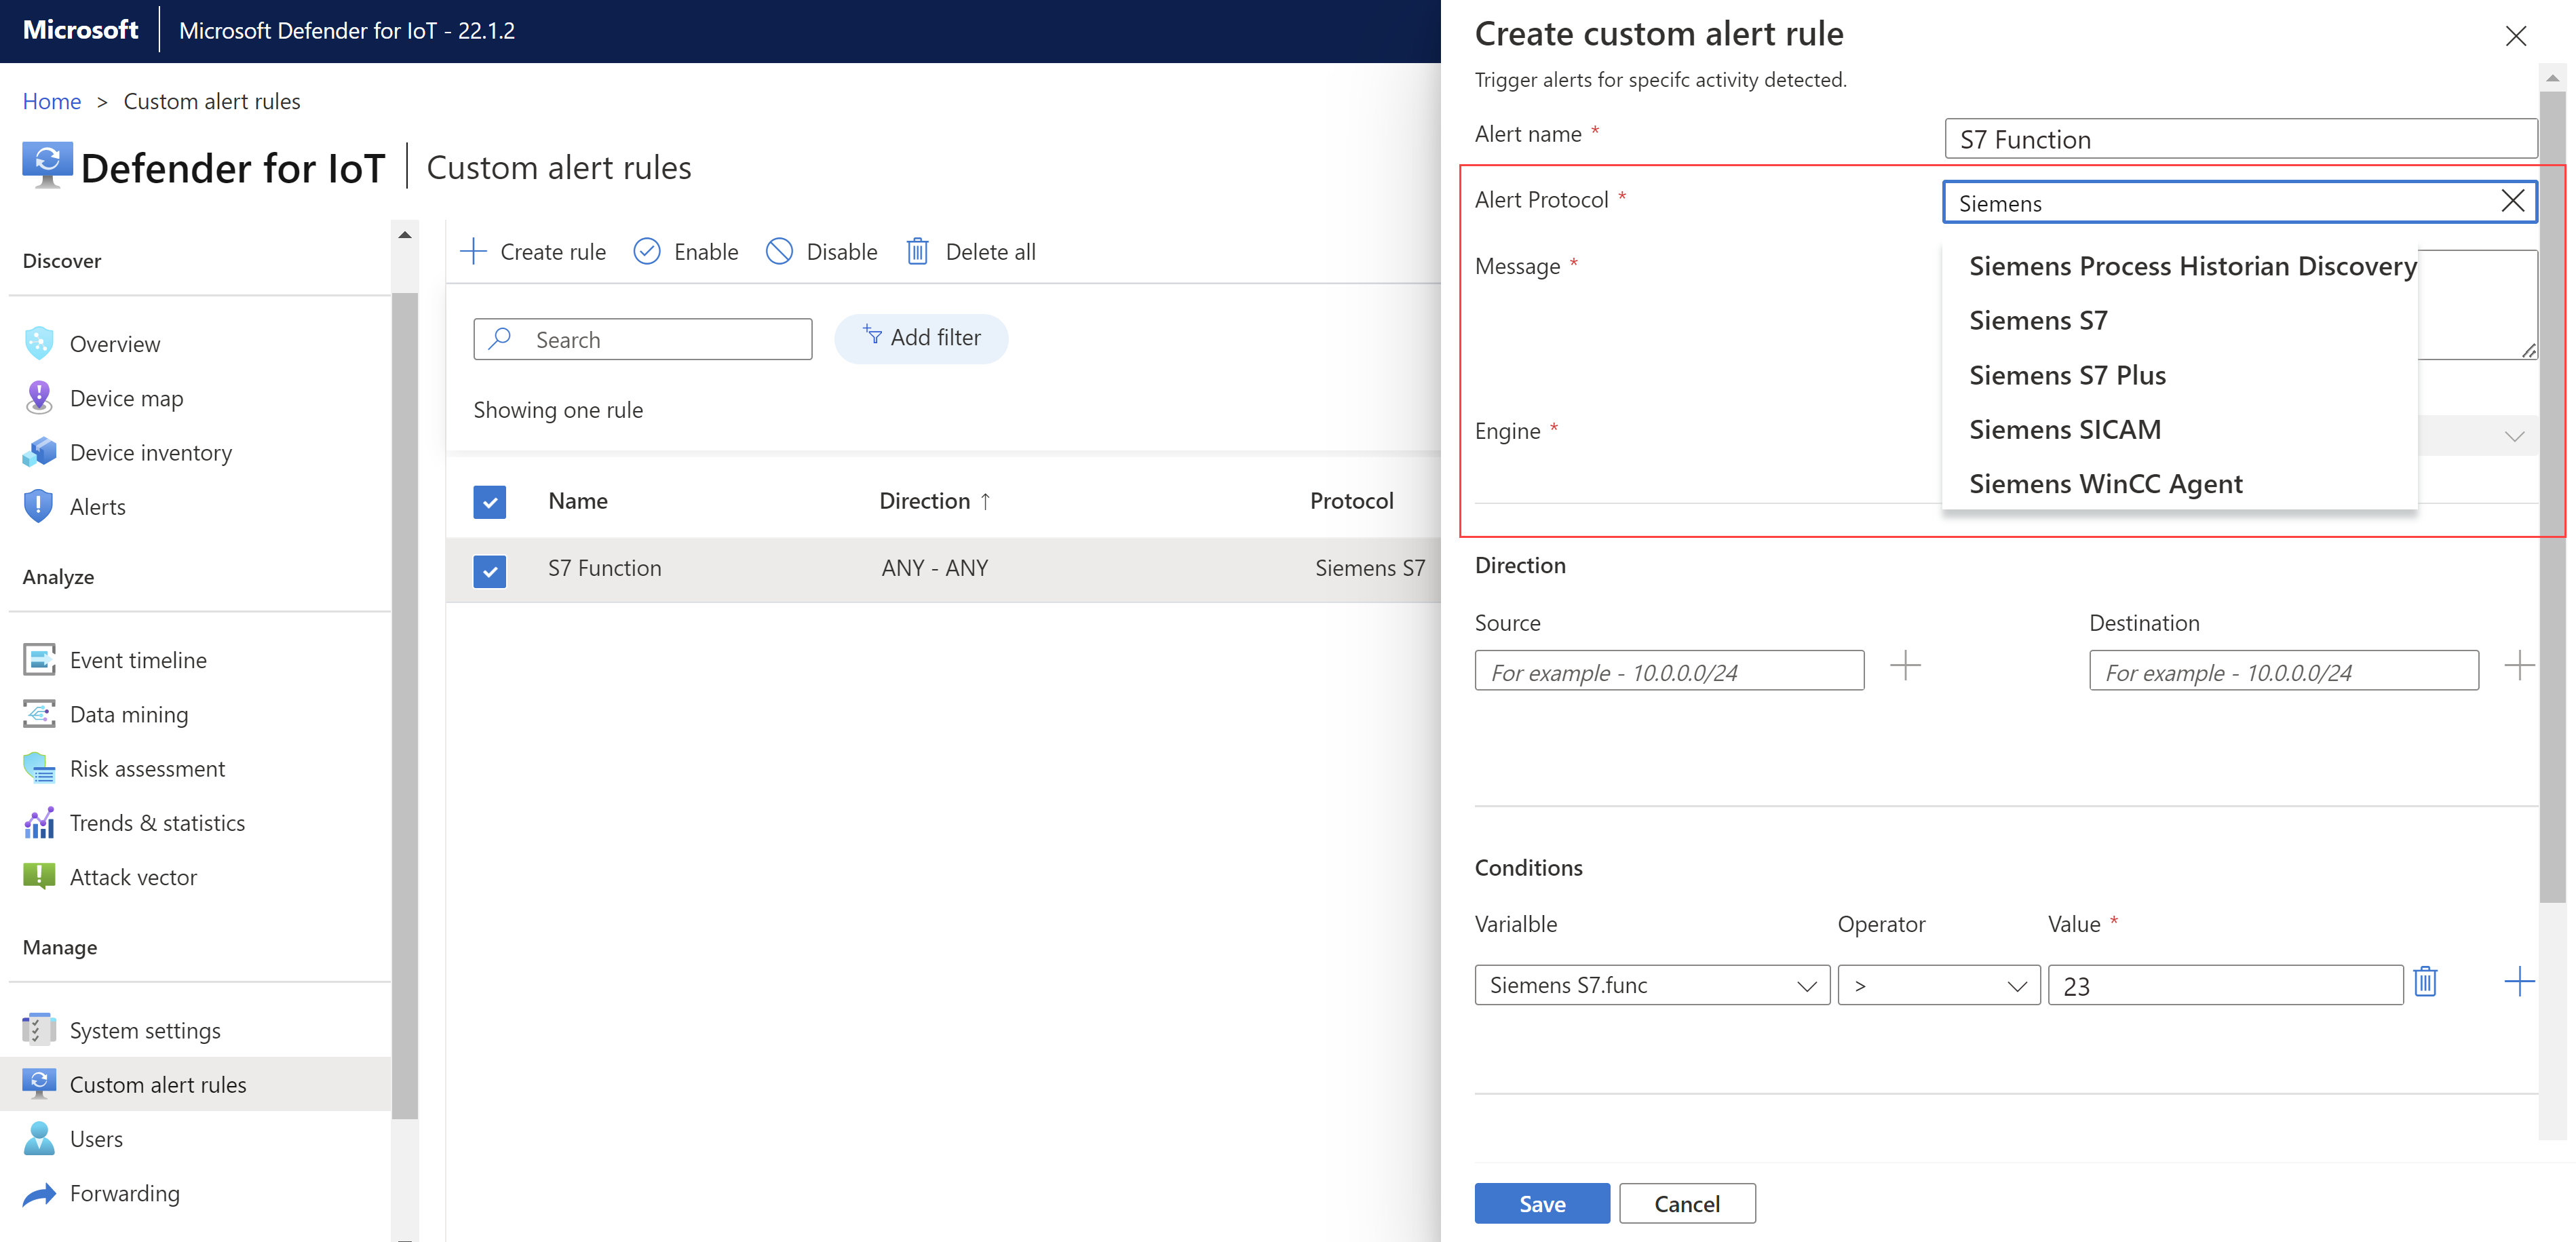 Microsoft
Microsoft Defender for IoT - 22.1.2
Home > Custom alert rules
Defender for IoT
Custom alert rules
Discover
Overview
Device map
Device inventory
Alerts
Analyze
Event timeline
Data mining
Risk assessment
Trends & statistics
Attack vector
Manage
System settings
Custom alert rules
Users
Forwarding
Create rule
Enable
Disable
Delete all
Search
Add filter
Showing one rule
Name
Direction ↑
Protocol
S7 Function
ANY - ANY
Siemens S7
Create custom alert rule
Trigger alerts for specifc activity detected.
Alert name *
S7 Function
Alert Protocol *
Siemens
Siemens Process Historian Discovery
Siemens S7
Siemens S7 Plus
Siemens SICAM
Siemens WinCC Agent
Message *
Engine *
Direction
Source
Destination
For example - 10.0.0.0/24
For example - 10.0.0.0/24
Conditions
Varialble
Operator
Value *
Siemens S7.func
>
23
Save
Cancel